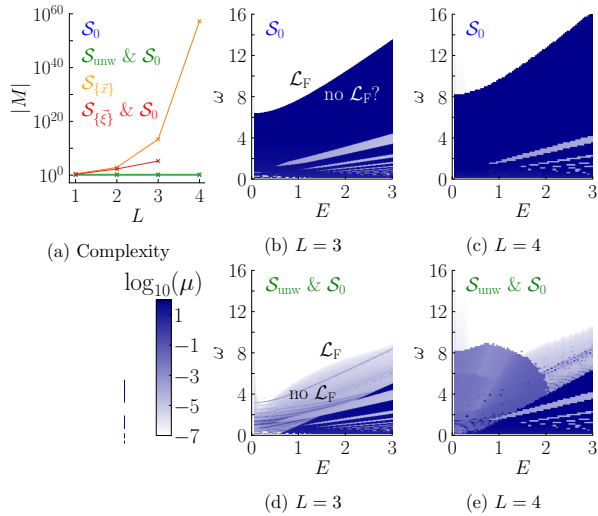 10^60
10^40
10^20
10^0
|M|
S_0
S_unw & S_0
S_{x⃗}
S_{ξ⃗} & S_0
1 2 3 4
L
(a) Complexity
16
12
8
4
0
ω
S_0
L_F
no L_F?
0 1 2 3
E
(b) L = 3
16
12
8
4
0
ω
S_0
0 1 2 3
E
(c) L = 4
log_10(μ)
1
−1
−3
−5
−7
16
12
8
4
0
ω
S_unw & S_0
L_F
no L_F
0 1 2 3
E
(d) L = 3
16
12
8
4
0
ω
S_unw & S_0
0 1 2 3
E
(e) L = 4